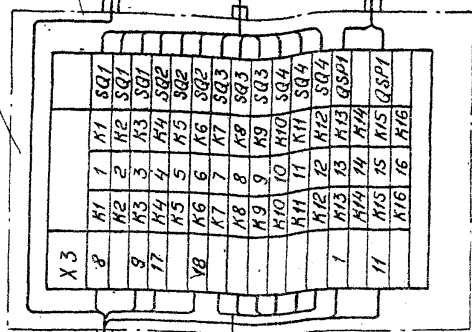 X3
8 K1 1 K1 SQ1
K2 2 K2 SQ1
9 K3 3 K3 SQ1
17 K4 4 K4 SQ2
K5 5 K5 SQ2
18 K6 6 K6 SQ2
K7 7 K7 SQ3
K8 8 K8 SQ3
K9 9 K9 SQ3
K10 10 K10 SQ4
K11 11 K11 SQ4
K12 12 K12 SQ4
1 K13 13 K13 QSP1
K14 14 K14
11 K15 15 K15 QSP1
K16 16 K16